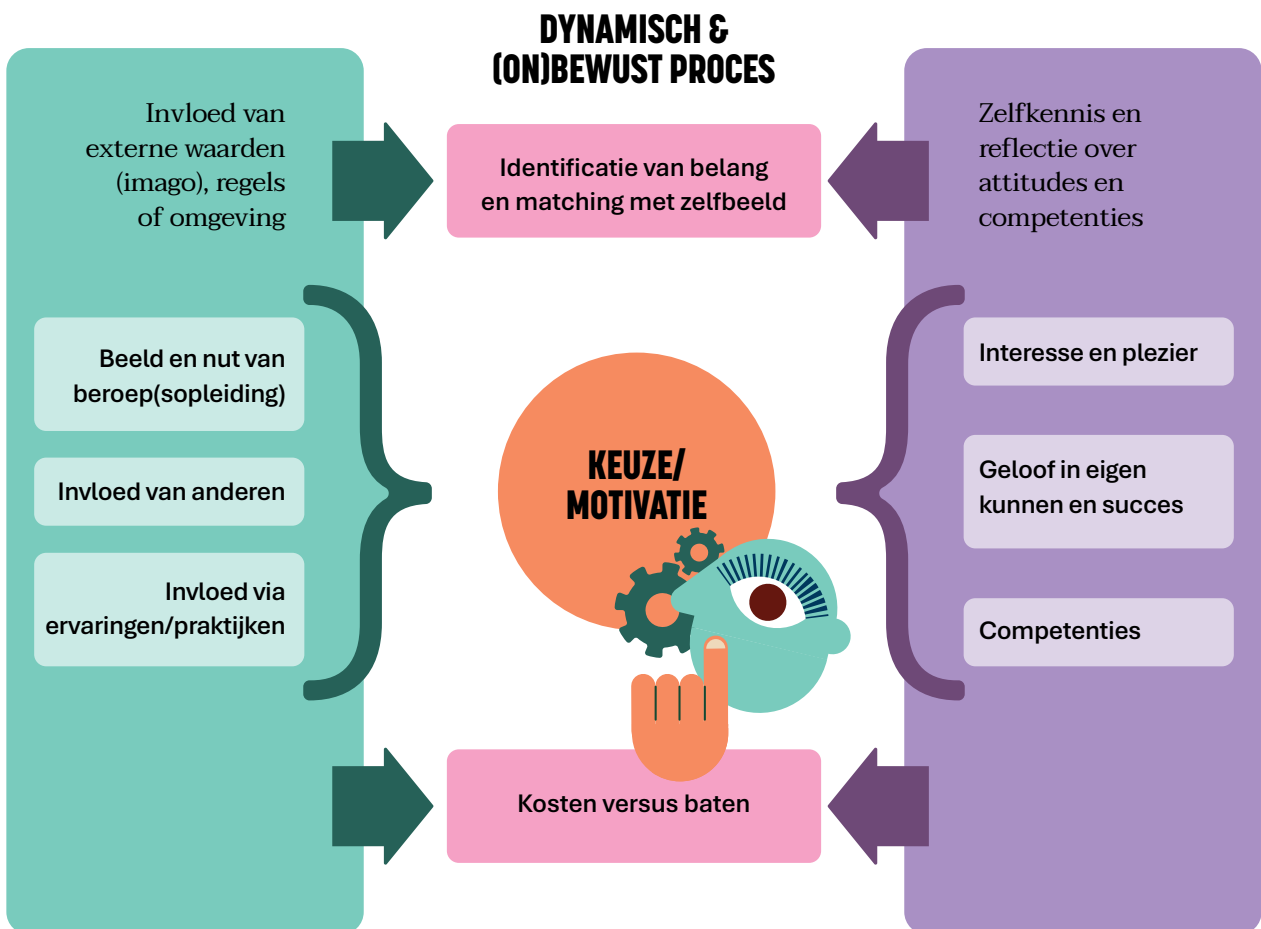 DYNAMISCH &
(ON)BEWUST PROCES
Invloed van
externe waarden
(imago), regels
of omgeving
Identificatie van belang
en matching met zelfbeeld
Zelfkennis en
reflectie over
attitudes en
competenties
Beeld en nut van
beroep(sopleiding)
Invloed van anderen
Invloed via
ervaringen/praktijken
KEUZE/
MOTIVATIE
Interesse en plezier
Geloof in eigen
kunnen en succes
Competenties
Kosten versus baten